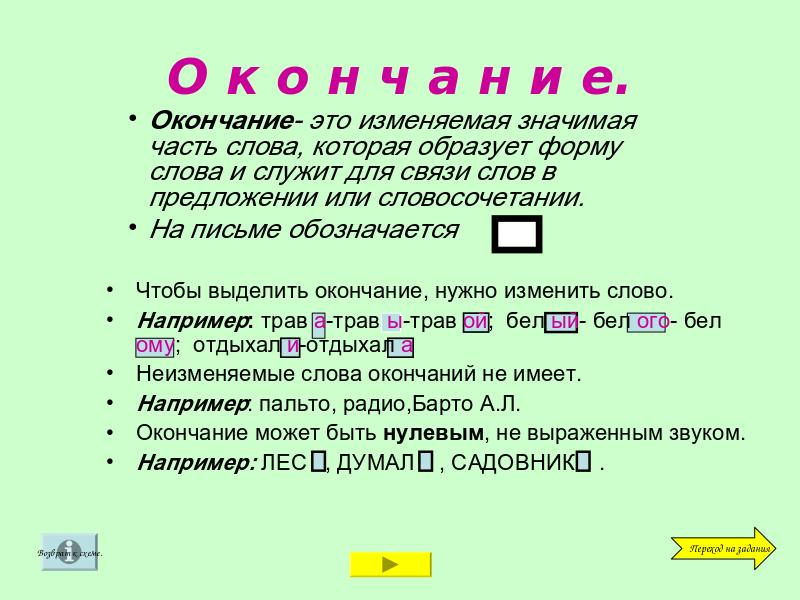 О к о н ч а н и е.
• Окончание- это изменяемая значимая
часть слова, которая образует форму
слова и служит для связи слов в
предложении или словосочетании.
• На письме обозначается
• Чтобы выделить окончание, нужно изменить слово.
• Например: трав а-трав ы-трав ой; бел ый- бел ого- бел
ому; отдыхал и-отдыхал а
• Неизменяемые слова окончаний не имеет.
• Например: пальто, радио,Барто А.Л.
• Окончание может быть нулевым, не выраженным звуком.
• Например: ЛЕС , ДУМАЛ , САДОВНИК .
Возврат к схеме.
Переход на задания